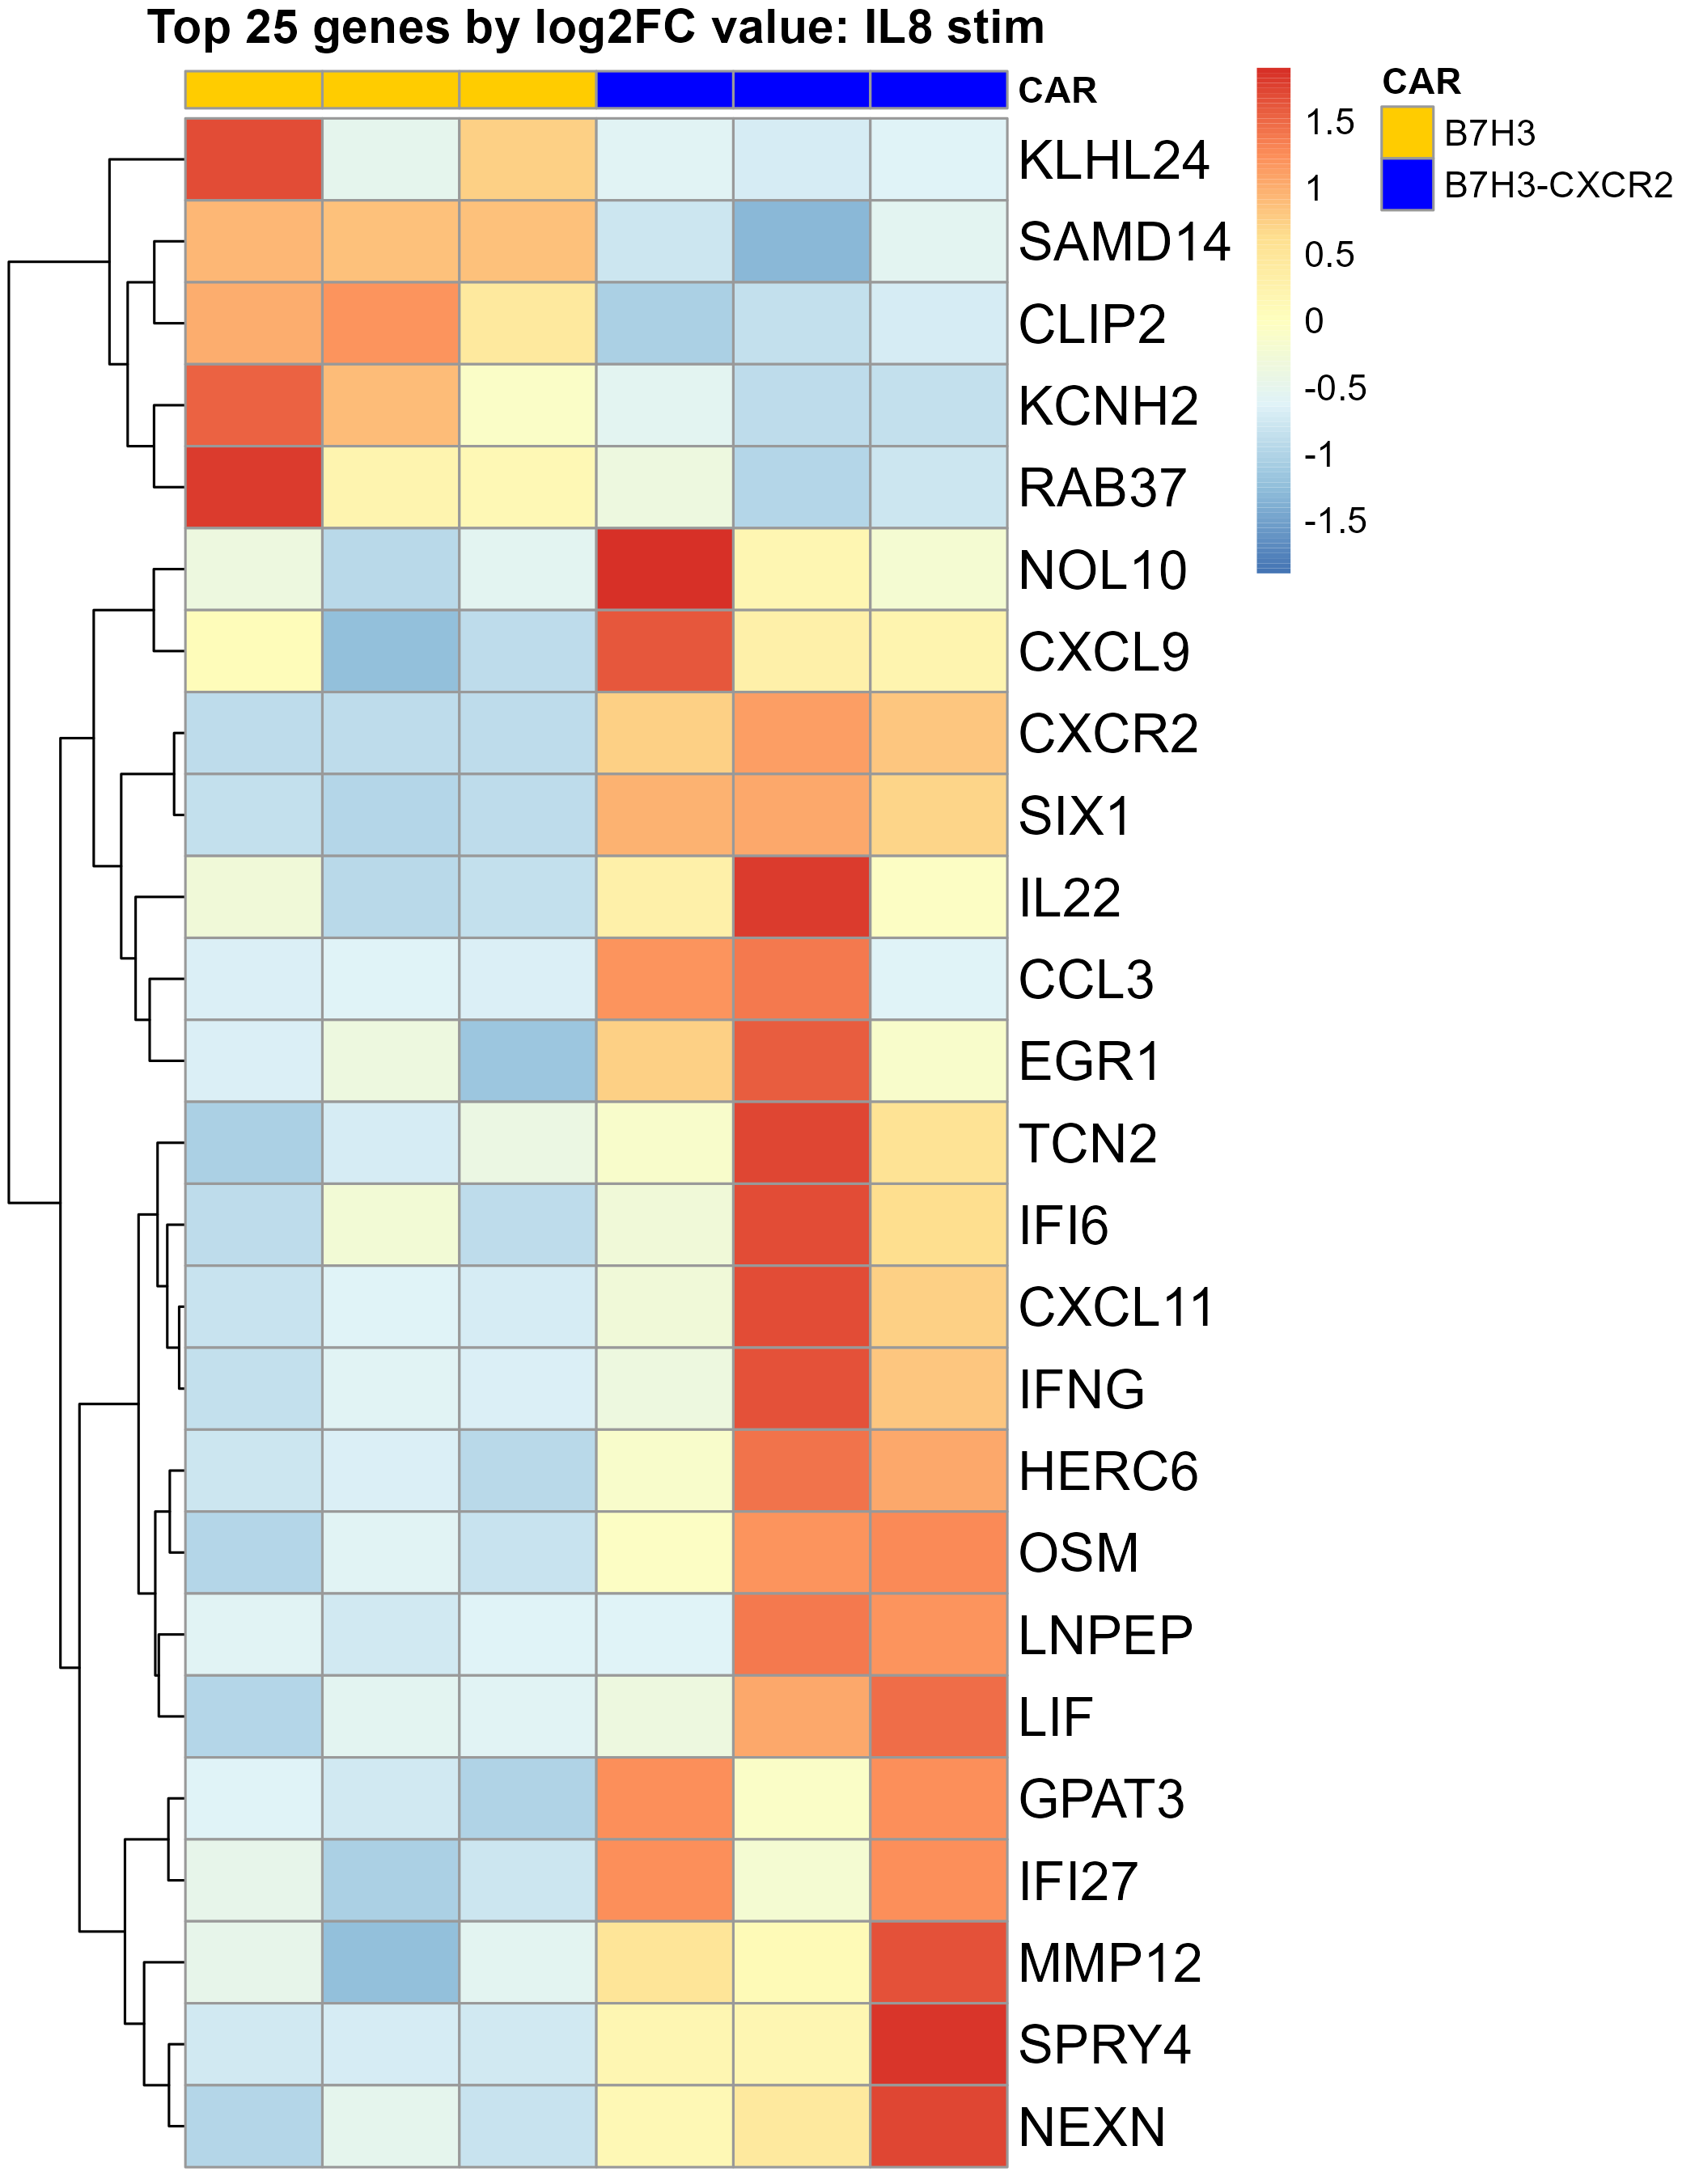 Top 25 genes by log2FC value: IL8 stim
CAR
KLHL24
SAMD14
CLIP2
KCNH2
RAB37
NOL10
CXCL9
CXCR2
SIX1
IL22
CCL3
EGR1
TCN2
IFI6
CXCL11
IFNG
HERC6
OSM
LNPEP
LIF
GPAT3
IFI27
MMP12
SPRY4
NEXN
1.5
1
0.5
0
-0.5
-1
-1.5
CAR
B7H3
B7H3-CXCR2